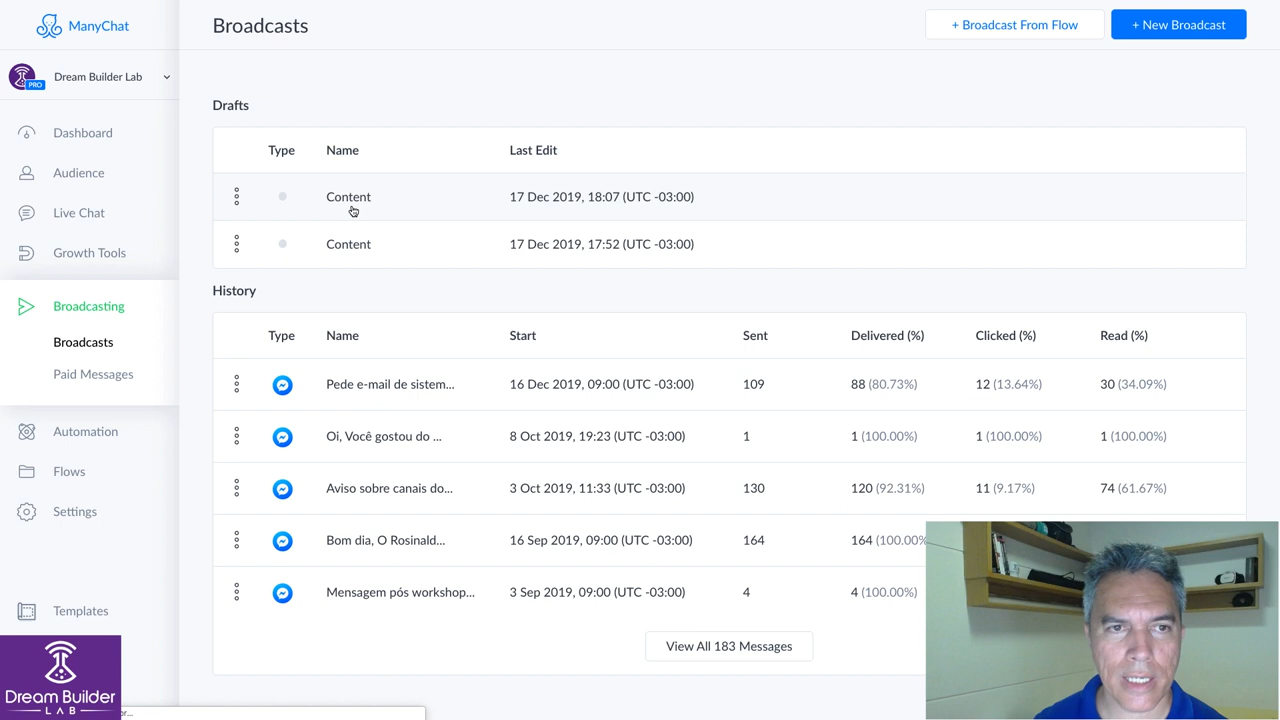 ManyChat
Broadcasts
+ Broadcast From Flow
+ New Broadcast
PRO
Dream Builder Lab
Dashboard
Audience
Live Chat
Growth Tools
Broadcasting
Broadcasts
Paid Messages
Automation
Flows
Settings
Templates
Drafts
Type Name Last Edit
Content 17 Dec 2019, 18:07 (UTC -03:00)
Content 17 Dec 2019, 17:52 (UTC -03:00)
History
Type Name Start Sent Delivered (%) Clicked (%) Read (%)
Pede e-mail de sistem... 16 Dec 2019, 09:00 (UTC -03:00) 109 88 (80.73%) 12 (13.64%) 30 (34.09%)
Oi, Você gostou do ... 8 Oct 2019, 19:23 (UTC -03:00) 1 1 (100.00%) 1 (100.00%) 1 (100.00%)
Aviso sobre canais do... 3 Oct 2019, 11:33 (UTC -03:00) 130 120 (92.31%) 11 (9.17%) 74 (61.67%)
Bom dia, O Rosinald... 16 Sep 2019, 09:00 (UTC -03:00) 164 164 (100.00%
Mensagem pós workshop... 3 Sep 2019, 09:00 (UTC -03:00) 4 4 (100.00%)
View All 183 Messages
Dream Builder
LAB